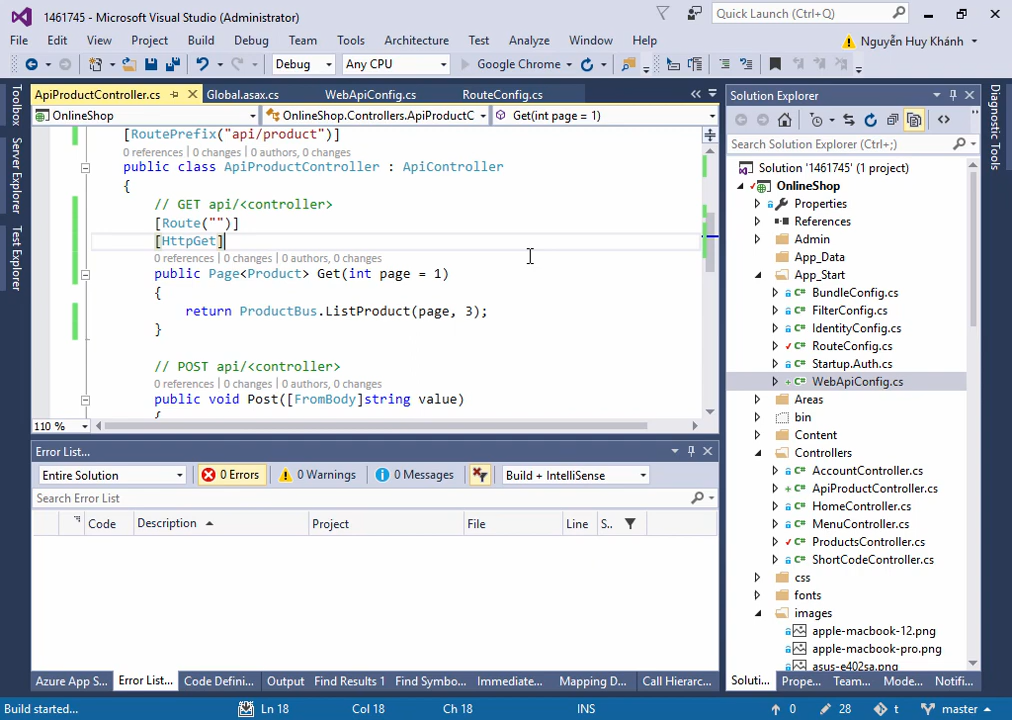 1461745 - Microsoft Visual Studio (Administrator)
Quick Launch (Ctrl+Q)
File Edit View Project Build Debug Team Tools Architecture Test Analyze Window Help
Nguyễn Huy Khánh
Debug Any CPU Google Chrome
ApiProductController.cs Global.asax.cs WebApiConfig.cs RouteConfig.cs
OnlineShop OnlineShop.Controllers.ApiProductC Get(int page = 1)
[RoutePrefix("api/product")]
0 references | 0 changes | 0 authors, 0 changes
public class ApiProductController : ApiController
{
// GET api/<controller>
[Route("")]
[HttpGet]
0 references | 0 changes | 0 authors, 0 changes
public Page<Product> Get(int page = 1)
{
return ProductBus.ListProduct(page, 3);
}
// POST api/<controller>
0 references | 0 changes | 0 authors, 0 changes
public void Post([FromBody]string value)
{
110 %
Toolbox
Server Explorer
Test Explorer
Error List...
Entire Solution 0 Errors 0 Warnings 0 Messages Build + IntelliSense
Search Error List
Code Description Project File Line S..
Azure App S... Error List... Code Defini... Output Find Results 1 Find Symbo... Immediate... Mapping D... Call Hierarc...
Solution Explorer
Search Solution Explorer (Ctrl+;)
Solution '1461745' (1 project)
OnlineShop
Properties
References
Admin
App_Data
App_Start
BundleConfig.cs
FilterConfig.cs
IdentityConfig.cs
RouteConfig.cs
Startup.Auth.cs
WebApiConfig.cs
Areas
bin
Content
Controllers
AccountController.cs
ApiProductController.cs
HomeController.cs
MenuController.cs
ProductsController.cs
ShortCodeController.cs
css
fonts
images
apple-macbook-12.png
apple-macbook-pro.png
asus-e402sa.png
Soluti... Prope... Team... Mode... Notifi...
Diagnostic Tools
Build started... Ln 18 Col 18 Ch 18 INS 0 28 t master